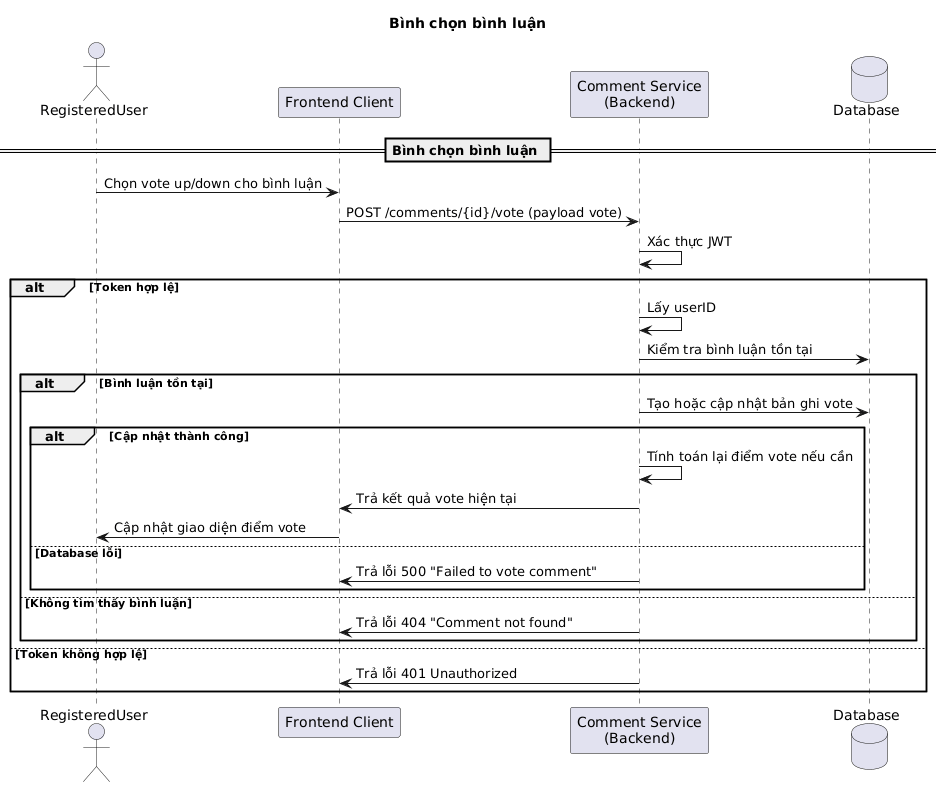 Bình chọn bình luận
RegisteredUser
Frontend Client
Comment Service
(Backend)
Database
Bình chọn bình luận
Chọn vote up/down cho bình luận
POST /comments/{id}/vote (payload vote)
Xác thực JWT
alt
[Token hợp lệ]
Lấy userID
Kiểm tra bình luận tồn tại
alt
[Bình luận tồn tại]
Tạo hoặc cập nhật bản ghi vote
alt
[Cập nhật thành công]
Tính toán lại điểm vote nếu cần
Trả kết quả vote hiện tại
Cập nhật giao diện điểm vote
[Database lỗi]
Trả lỗi 500 "Failed to vote comment"
[Không tìm thấy bình luận]
Trả lỗi 404 "Comment not found"
[Token không hợp lệ]
Trả lỗi 401 Unauthorized
RegisteredUser
Frontend Client
Comment Service
(Backend)
Database